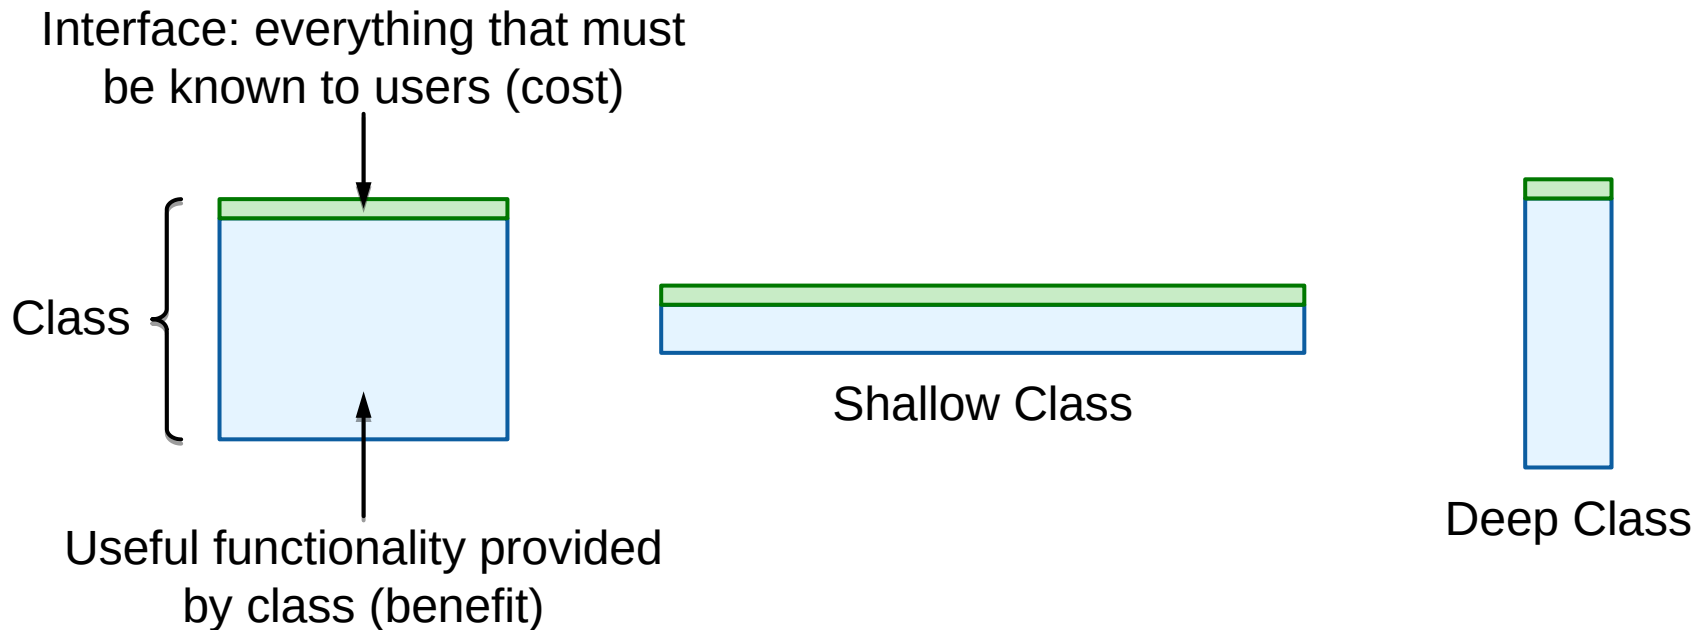 Interface: everything that must
be known to users (cost)
Class
Useful functionality provided
by class (benefit)
Shallow Class
Deep Class